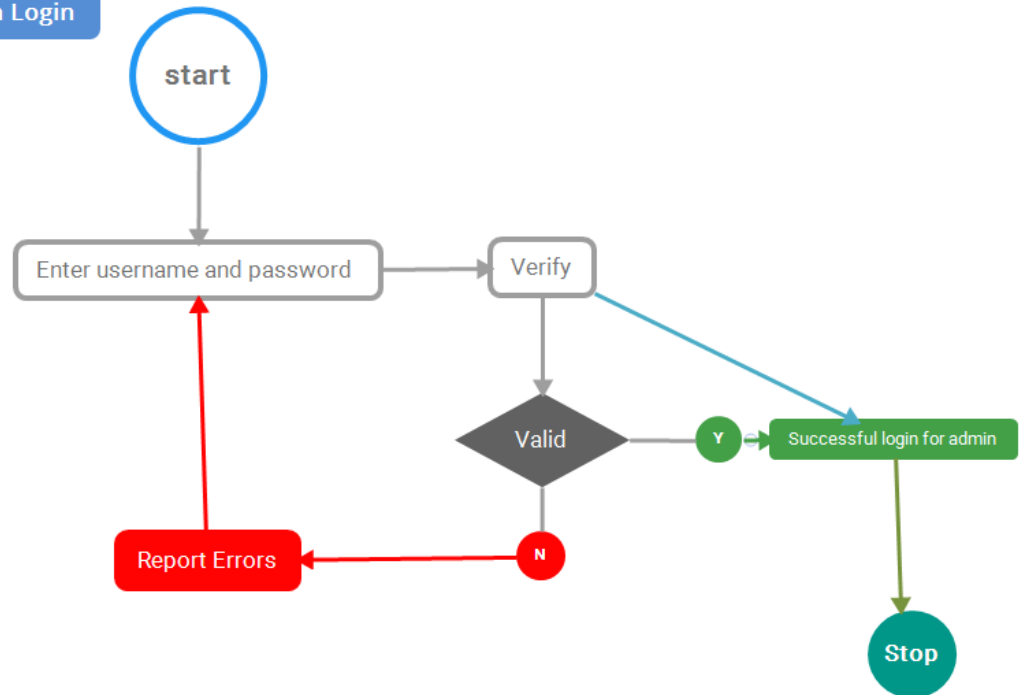 Login
start
Enter username and password
Verify
Valid
Y
Successful login for admin
N
Report Errors
Stop